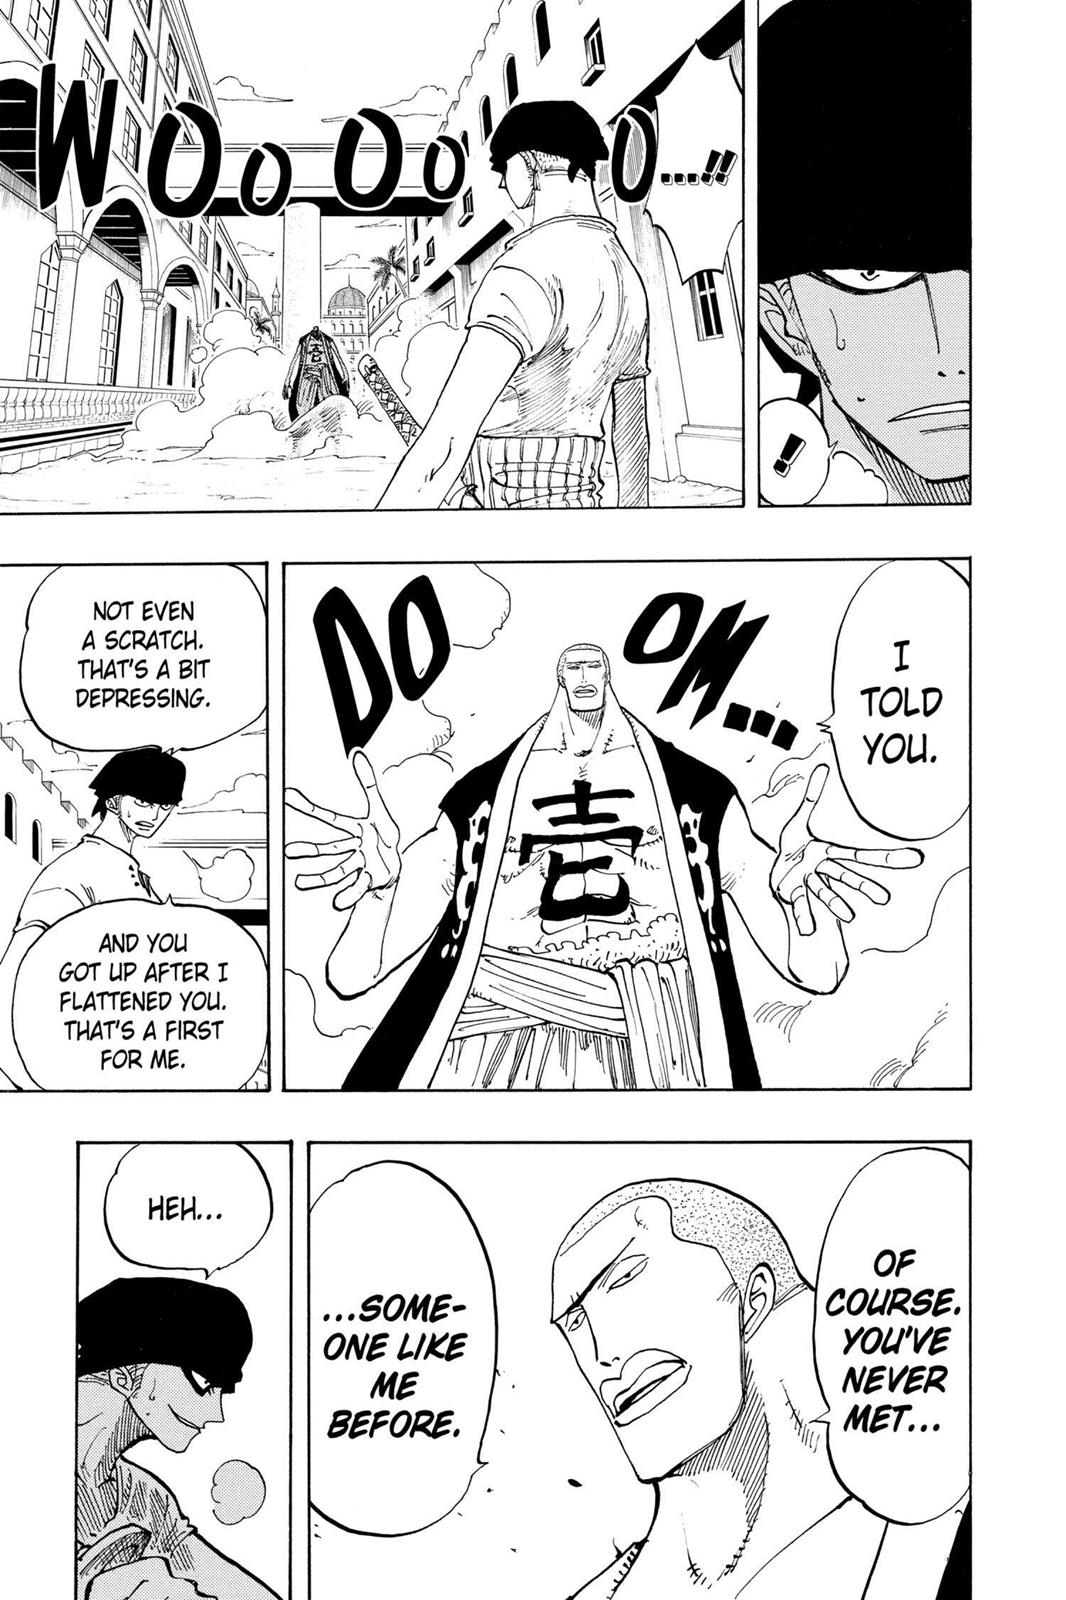 !
WOoOOoO...!!
I
TOLD
YOU.
DOOM...
壱
NOT EVEN
A SCRATCH.
THAT'S A BIT
DEPRESSING.
AND YOU
GOT UP AFTER I
FLATTENED YOU.
THAT'S A FIRST
FOR ME.
OF
COURSE.
YOU'VE
NEVER
MET...
...SOME-
ONE LIKE
ME
BEFORE.
HEH...